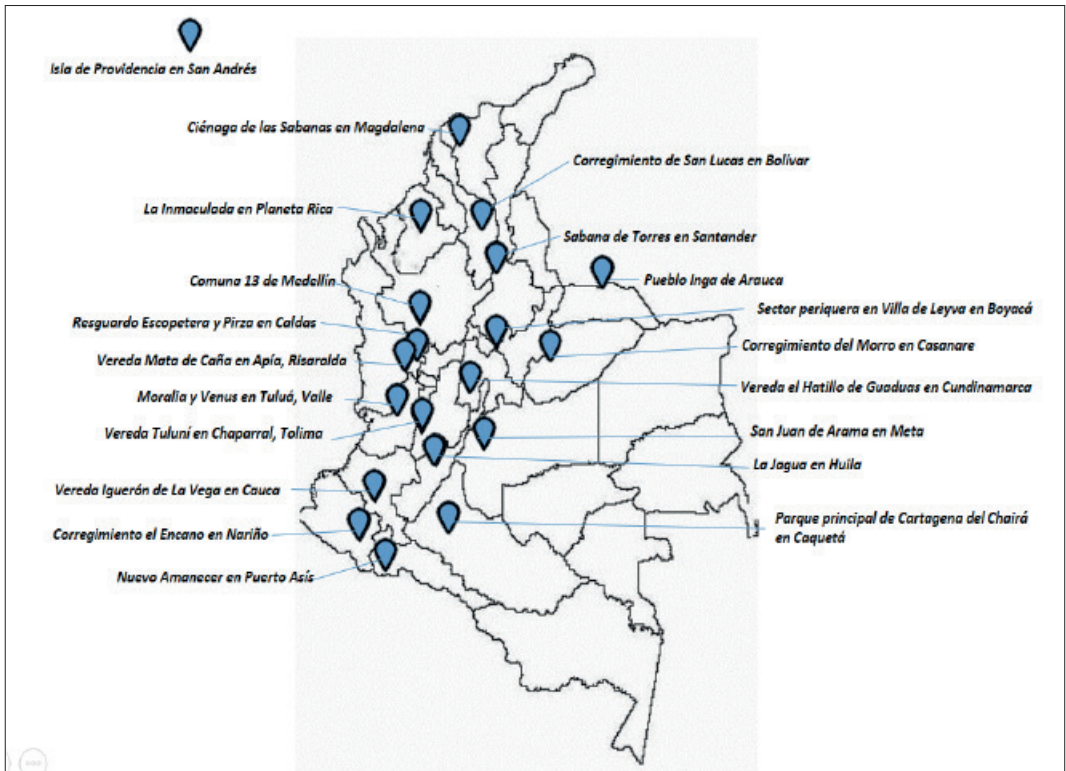 Isla de Providencia en San Andrés
Ciénaga de las Sabanas en Magdalena
Corregimiento de San Lucas en Bolívar
La Inmaculada en Planeta Rica
Sabana de Torres en Santander
Comuna 13 de Medellín
Pueblo Inga de Arauca
Resguardo Escopetera y Pirza en Caldas
Sector periquera en Villa de Leyva en Boyacá
Vereda Mata de Caña en Apía, Risaralda
Corregimiento del Morro en Casanare
Moralia y Venus en Tuluá, Valle
Vereda el Hatillo de Guaduas en Cundinamarca
Vereda Tuluní en Chaparral, Tolima
San Juan de Arama en Meta
La Jagua en Huila
Vereda Iguerón de La Vega en Cauca
Parque principal de Cartagena del Chairá
en Caquetá
Corregimiento el Encano en Nariño
Nuevo Amanecer en Puerto Asís